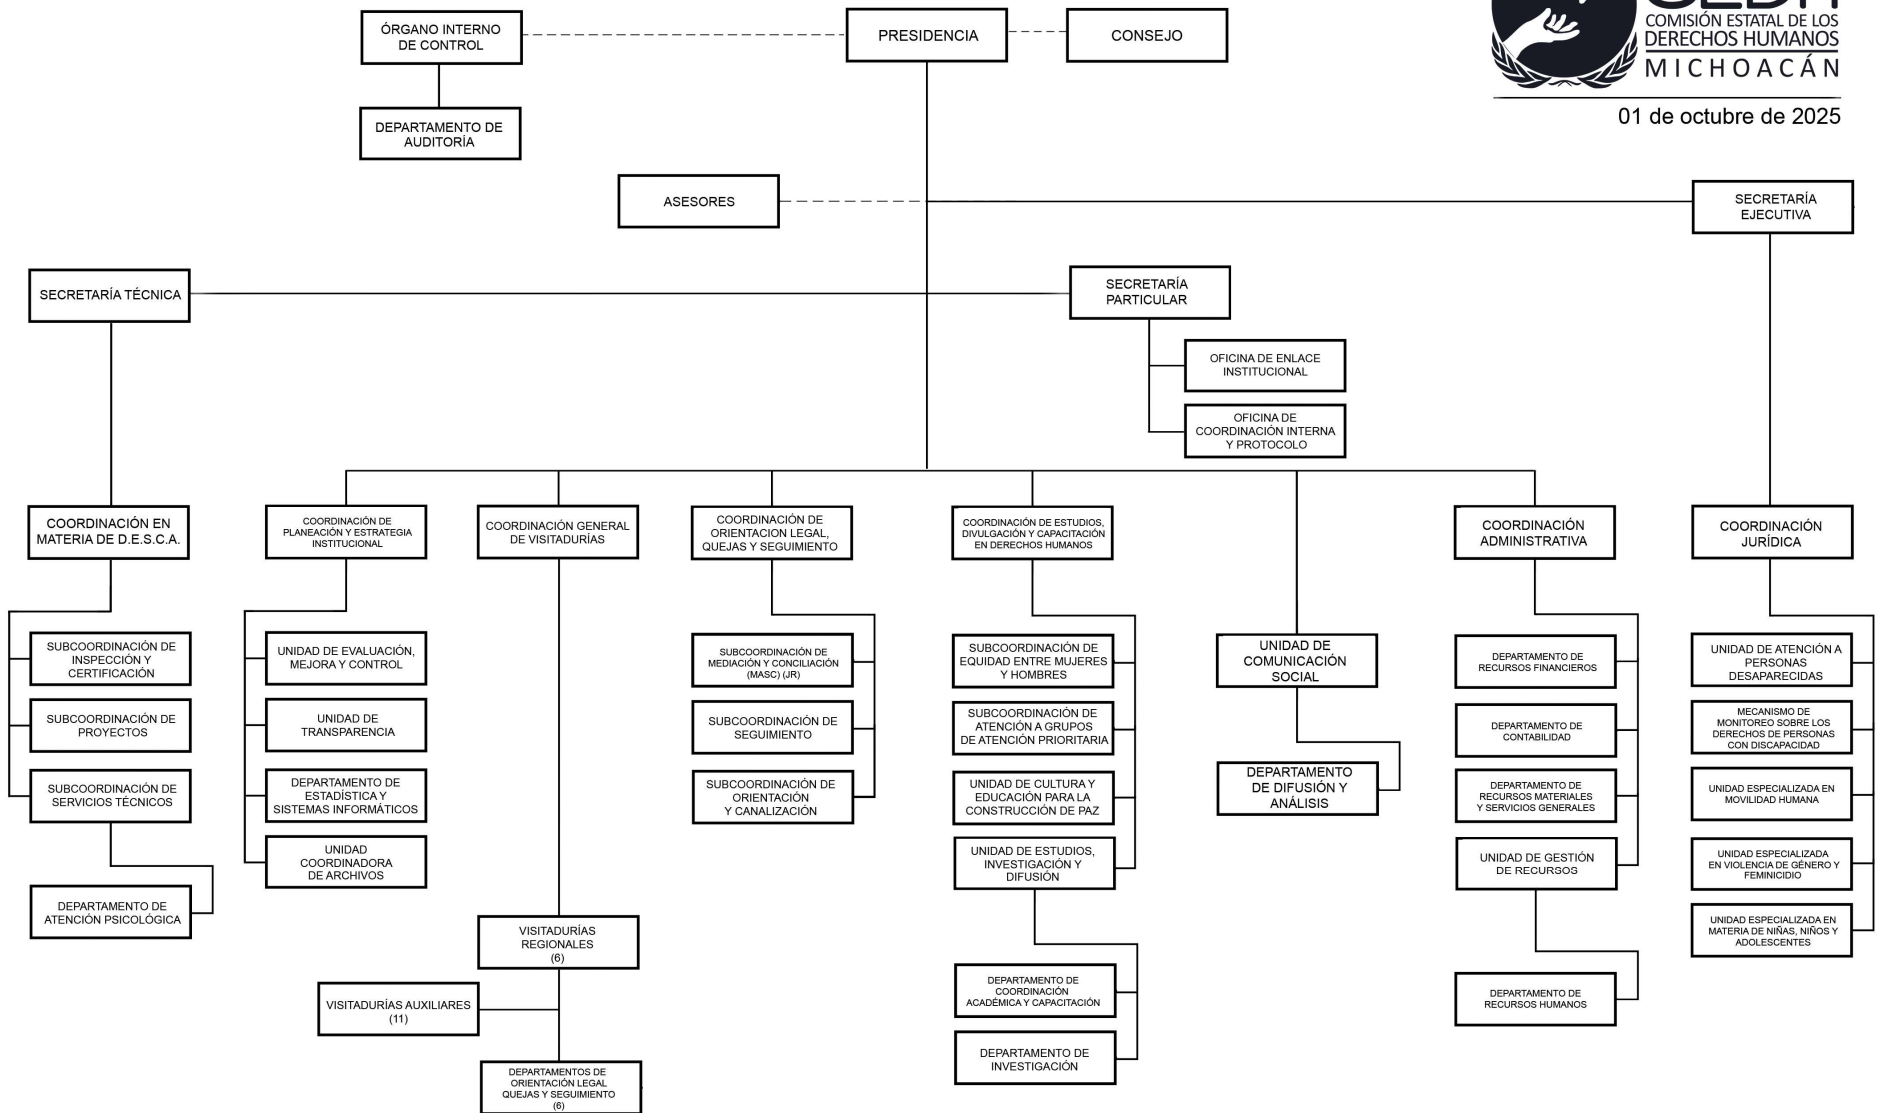 ÓRGANO INTERNO
DE CONTROL
PRESIDENCIA
CONSEJO
COMISIÓN ESTATAL DE LOS
DERECHOS HUMANOS
MICHOACÁN
01 de octubre de 2025
DEPARTAMENTO DE
AUDITORÍA
ASESORES
SECRETARÍA
EJECUTIVA
SECRETARÍA TÉCNICA
SECRETARÍA
PARTICULAR
OFICINA DE ENLACE
INSTITUCIONAL
OFICINA DE
COORDINACIÓN INTERNA
Y PROTOCOLO
COORDINACIÓN EN
MATERIA DE D.E.S.C.A.
COORDINACIÓN DE
PLANEACIÓN Y ESTRATEGIA
INSTITUCIONAL
COORDINACIÓN GENERAL
DE VISITADURÍAS
COORDINACIÓN DE
ORIENTACION LEGAL,
QUEJAS Y SEGUIMIENTO
COORDINACIÓN DE ESTUDIOS,
DIVULGACIÓN Y CAPACITACIÓN
EN DERECHOS HUMANOS
COORDINACIÓN
ADMINISTRATIVA
COORDINACIÓN
JURÍDICA
SUBCOORDINACIÓN DE
INSPECCIÓN Y
CERTIFICACIÓN
SUBCOORDINACIÓN DE
PROYECTOS
SUBCOORDINACIÓN DE
SERVICIOS TÉCNICOS
DEPARTAMENTO DE
ATENCIÓN PSICOLÓGICA
UNIDAD DE EVALUACIÓN,
MEJORA Y CONTROL
UNIDAD DE
TRANSPARENCIA
DEPARTAMENTO DE
ESTADÍSTICA Y
SISTEMAS INFORMÁTICOS
UNIDAD
COORDINADORA
DE ARCHIVOS
VISITADURÍAS
REGIONALES
(6)
VISITADURÍAS AUXILIARES
(11)
DEPARTAMENTOS DE
ORIENTACIÓN LEGAL
QUEJAS Y SEGUIMIENTO
(6)
SUBCOORDINACIÓN DE
MEDIACIÓN Y CONCILIACIÓN
(MASC) (JR)
SUBCOORDINACIÓN DE
SEGUIMIENTO
SUBCOORDINACIÓN DE
ORIENTACIÓN
Y CANALIZACIÓN
SUBCOORDINACIÓN DE
EQUIDAD ENTRE MUJERES
Y HOMBRES
SUBCOORDINACIÓN DE
ATENCIÓN A GRUPOS
DE ATENCIÓN PRIORITARIA
UNIDAD DE CULTURA Y
EDUCACIÓN PARA LA
CONSTRUCCIÓN DE PAZ
UNIDAD DE ESTUDIOS,
INVESTIGACIÓN Y
DIFUSIÓN
DEPARTAMENTO DE
COORDINACIÓN
ACADÉMICA Y CAPACITACIÓN
DEPARTAMENTO DE
INVESTIGACIÓN
UNIDAD DE
COMUNICACIÓN
SOCIAL
DEPARTAMENTO
DE DIFUSIÓN Y
ANÁLISIS
DEPARTAMENTO DE
RECURSOS FINANCIEROS
DEPARTAMENTO DE
CONTABILIDAD
DEPARTAMENTO DE
RECURSOS MATERIALES
Y SERVICIOS GENERALES
UNIDAD DE GESTIÓN
DE RECURSOS
DEPARTAMENTO DE
RECURSOS HUMANOS
UNIDAD DE ATENCIÓN A
PERSONAS
DESAPARECIDAS
MECANISMO DE
MONITOREO SOBRE LOS
DERECHOS DE PERSONAS
CON DISCAPACIDAD
UNIDAD ESPECIALIZADA EN
MOVILIDAD HUMANA
UNIDAD ESPECIALIZADA
EN VIOLENCIA DE GÉNERO Y
FEMINICIDIO
UNIDAD ESPECIALIZADA EN
MATERIA DE NIÑAS, NIÑOS Y
ADOLESCENTES